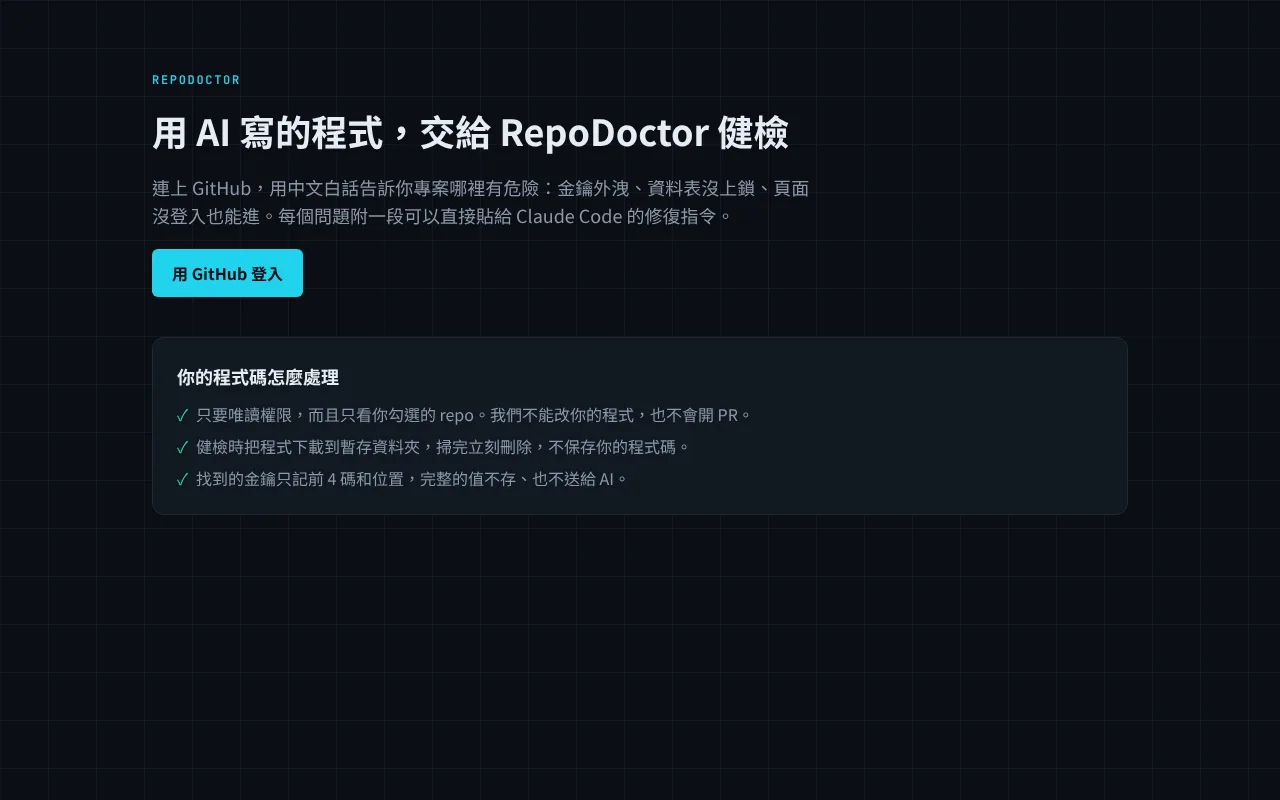 REPODOCTOR
用 AI 寫的程式，交給 RepoDoctor 健檢
連上 GitHub，用中文白話告訴你專案哪裡有危險：金鑰外洩、資料表沒上鎖、頁面
沒登入也能進。每個問題附一段可以直接貼給 Claude Code 的修復指令。
用 GitHub 登入
你的程式碼怎麼處理
✓ 只要唯讀權限，而且只看你勾選的 repo。我們不能改你的程式，也不會開 PR。
✓ 健檢時把程式下載到暫存資料夾，掃完立刻刪除，不保存你的程式碼。
✓ 找到的金鑰只記前 4 碼和位置，完整的值不存、也不送給 AI。